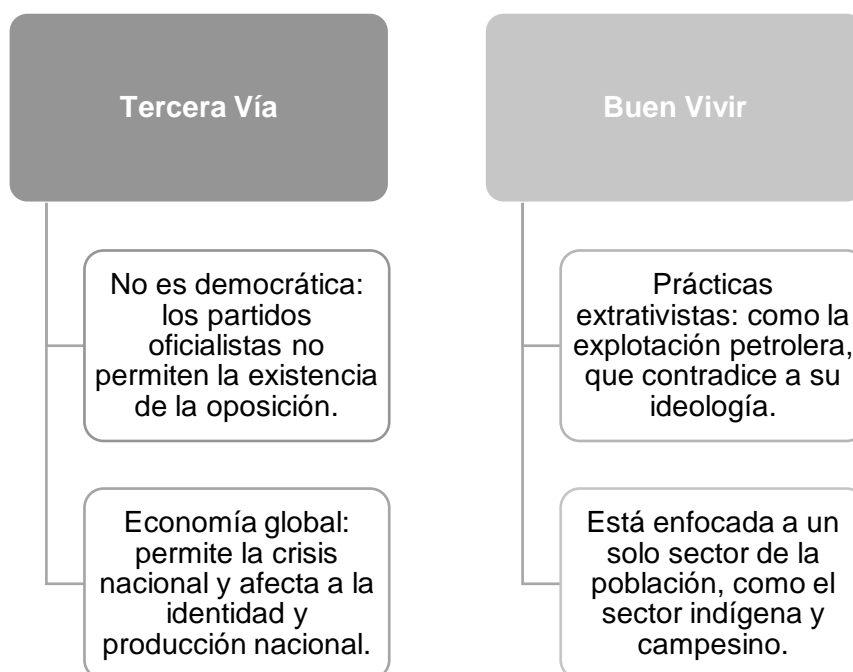 Tercera Vía
No es democrática:
los partidos
oficialistas no
permiten la existencia
de la oposición.
Economía global:
permite la crisis
nacional y afecta a la
identidad y
producción nacional.
Buen Vivir
Prácticas
extrativistas: como la
explotación petrolera,
que contradice a su
ideología.
Está enfocada a un
solo sector de la
población, como el
sector indígena y
campesino.